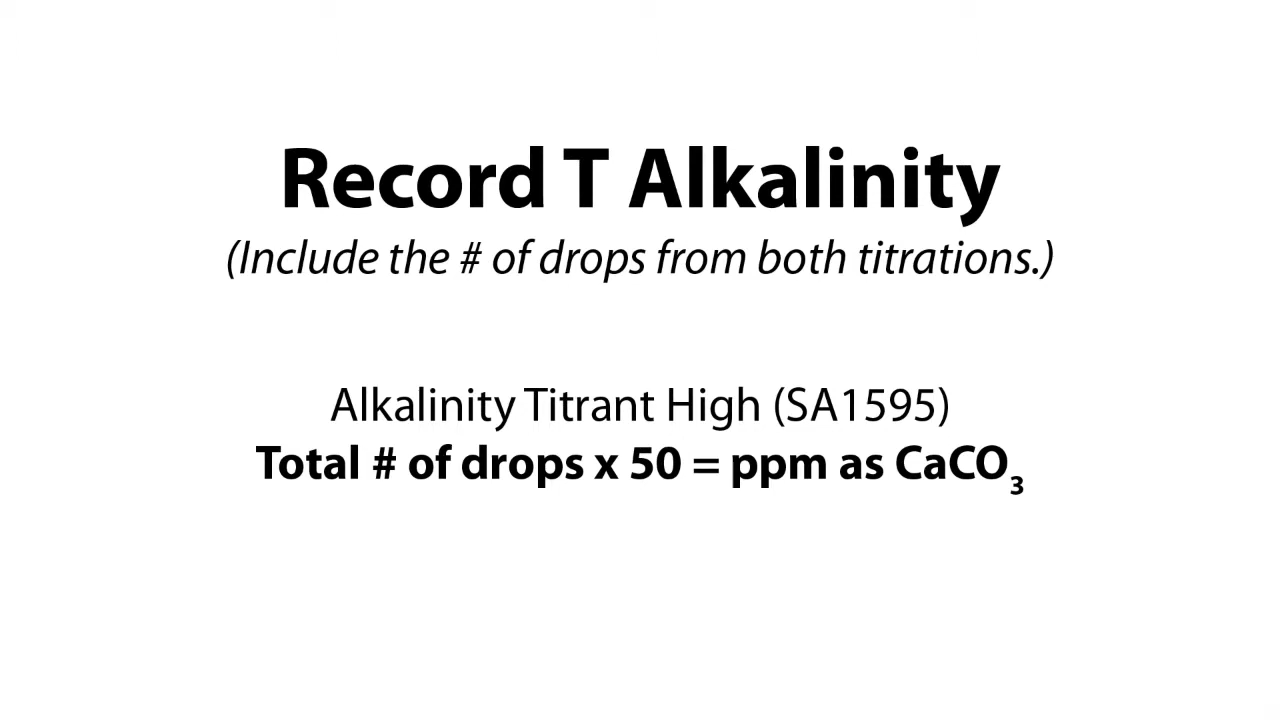 Record T Alkalinity
(Include the # of drops from both titrations.)
Alkalinity Titrant High (SA1595)
Total # of drops x 50 = ppm as CaCO₃